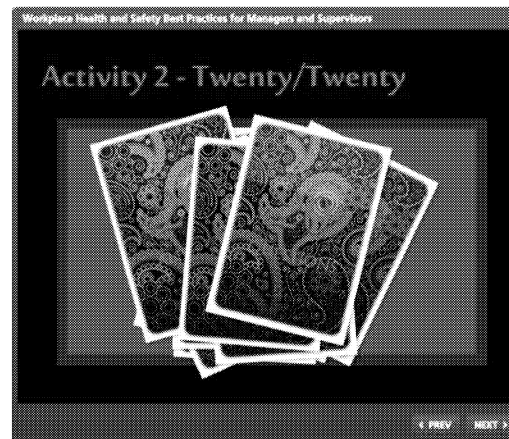 Workplace Health and Safety Best Practices for Managers and Supervisors
Activity 2 - Twenty/Twenty
< PREV NEXT >